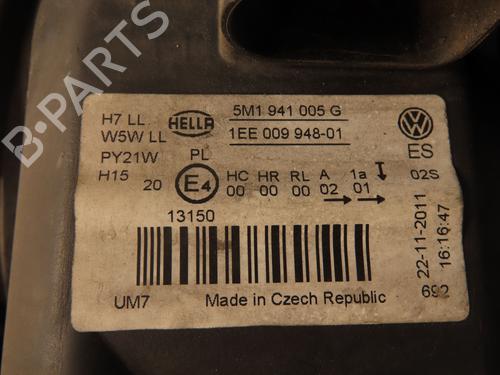 H7 LL
W5W LL
PY21W PL
H15 20
HELLA
5M1 941 005 G
1EE 009 948-01
E4
HC HR RL A 1a
00 00 00 02 01
VW
ES
02S
13150
22-11-2011
16:16:47
UM7 Made in Czech Republic 692
B-PARTS